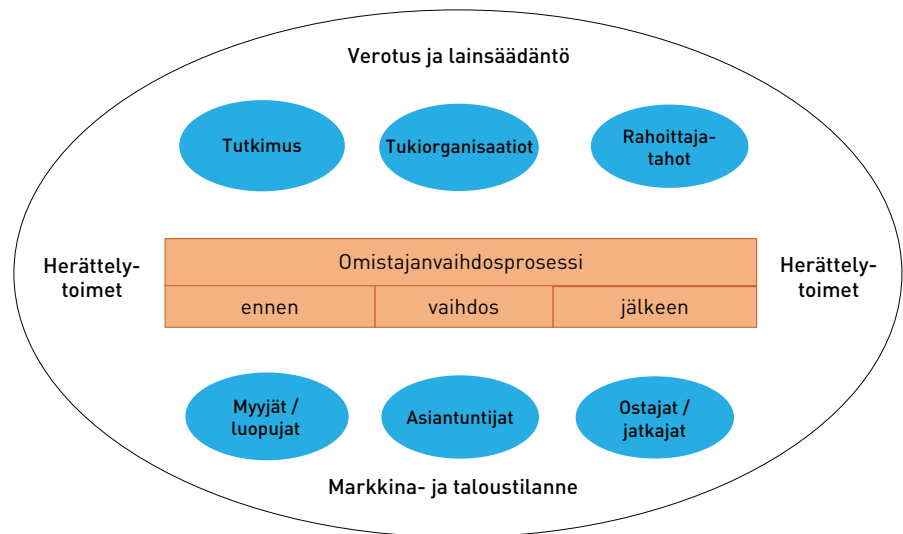 Verotus ja lainsäädäntö
Tutkimus
Tukiorganisaatiot
Rahoittaja-
tahot
Herättely-
toimet
Omistajanvaihdosprosessi
ennen
vaihdos
jälkeen
Herättely-
toimet
Myyjät /
luopujat
Asiantuntijat
Ostajat /
jatkajat
Markkina- ja taloustilanne